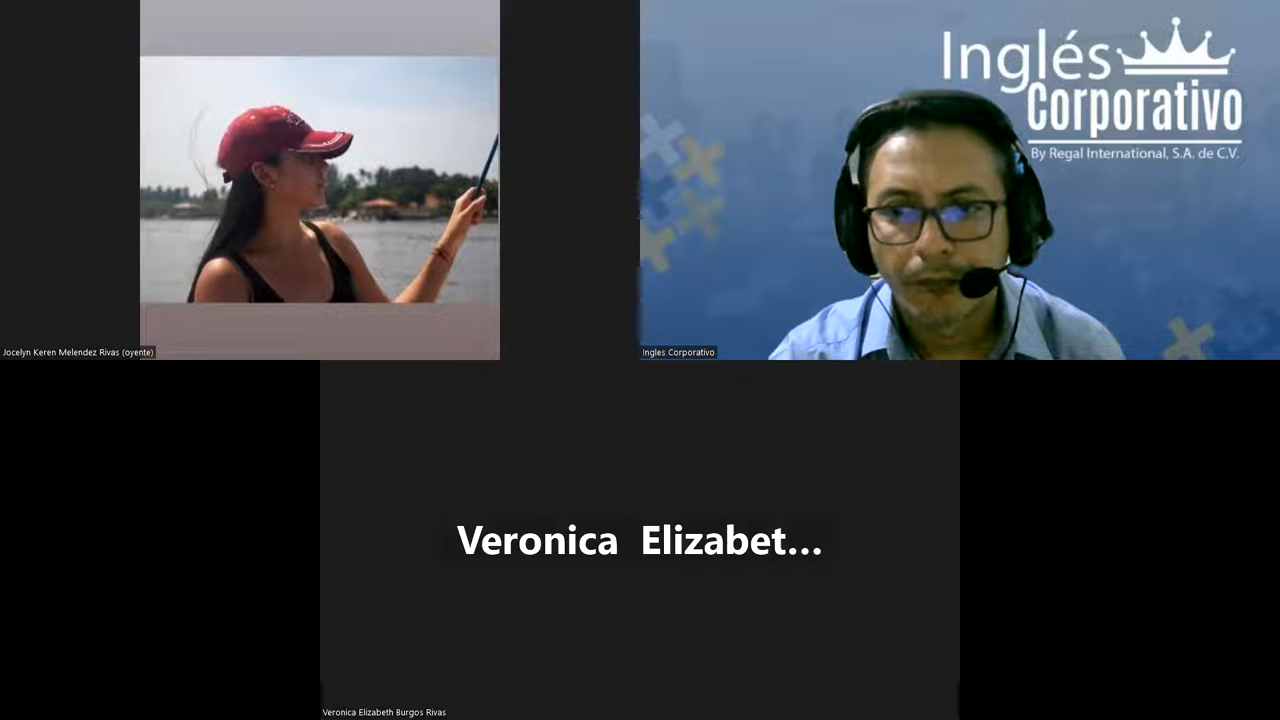 Inglés
Corporativo
By Regal International, S.A. de C.V.
Jocelyn Keren Melendez Rivas (oyente)
Ingles Corporativo
Veronica Elizabet...
Veronica Elizabeth Burgos Rivas